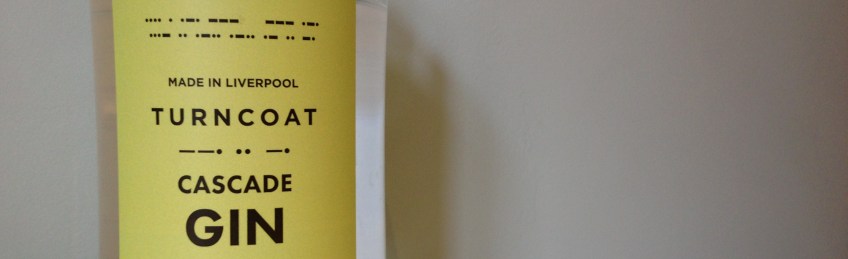 MADE IN LIVERPOOL
TURNCOAT
——• •• —•
CASCADE
GIN